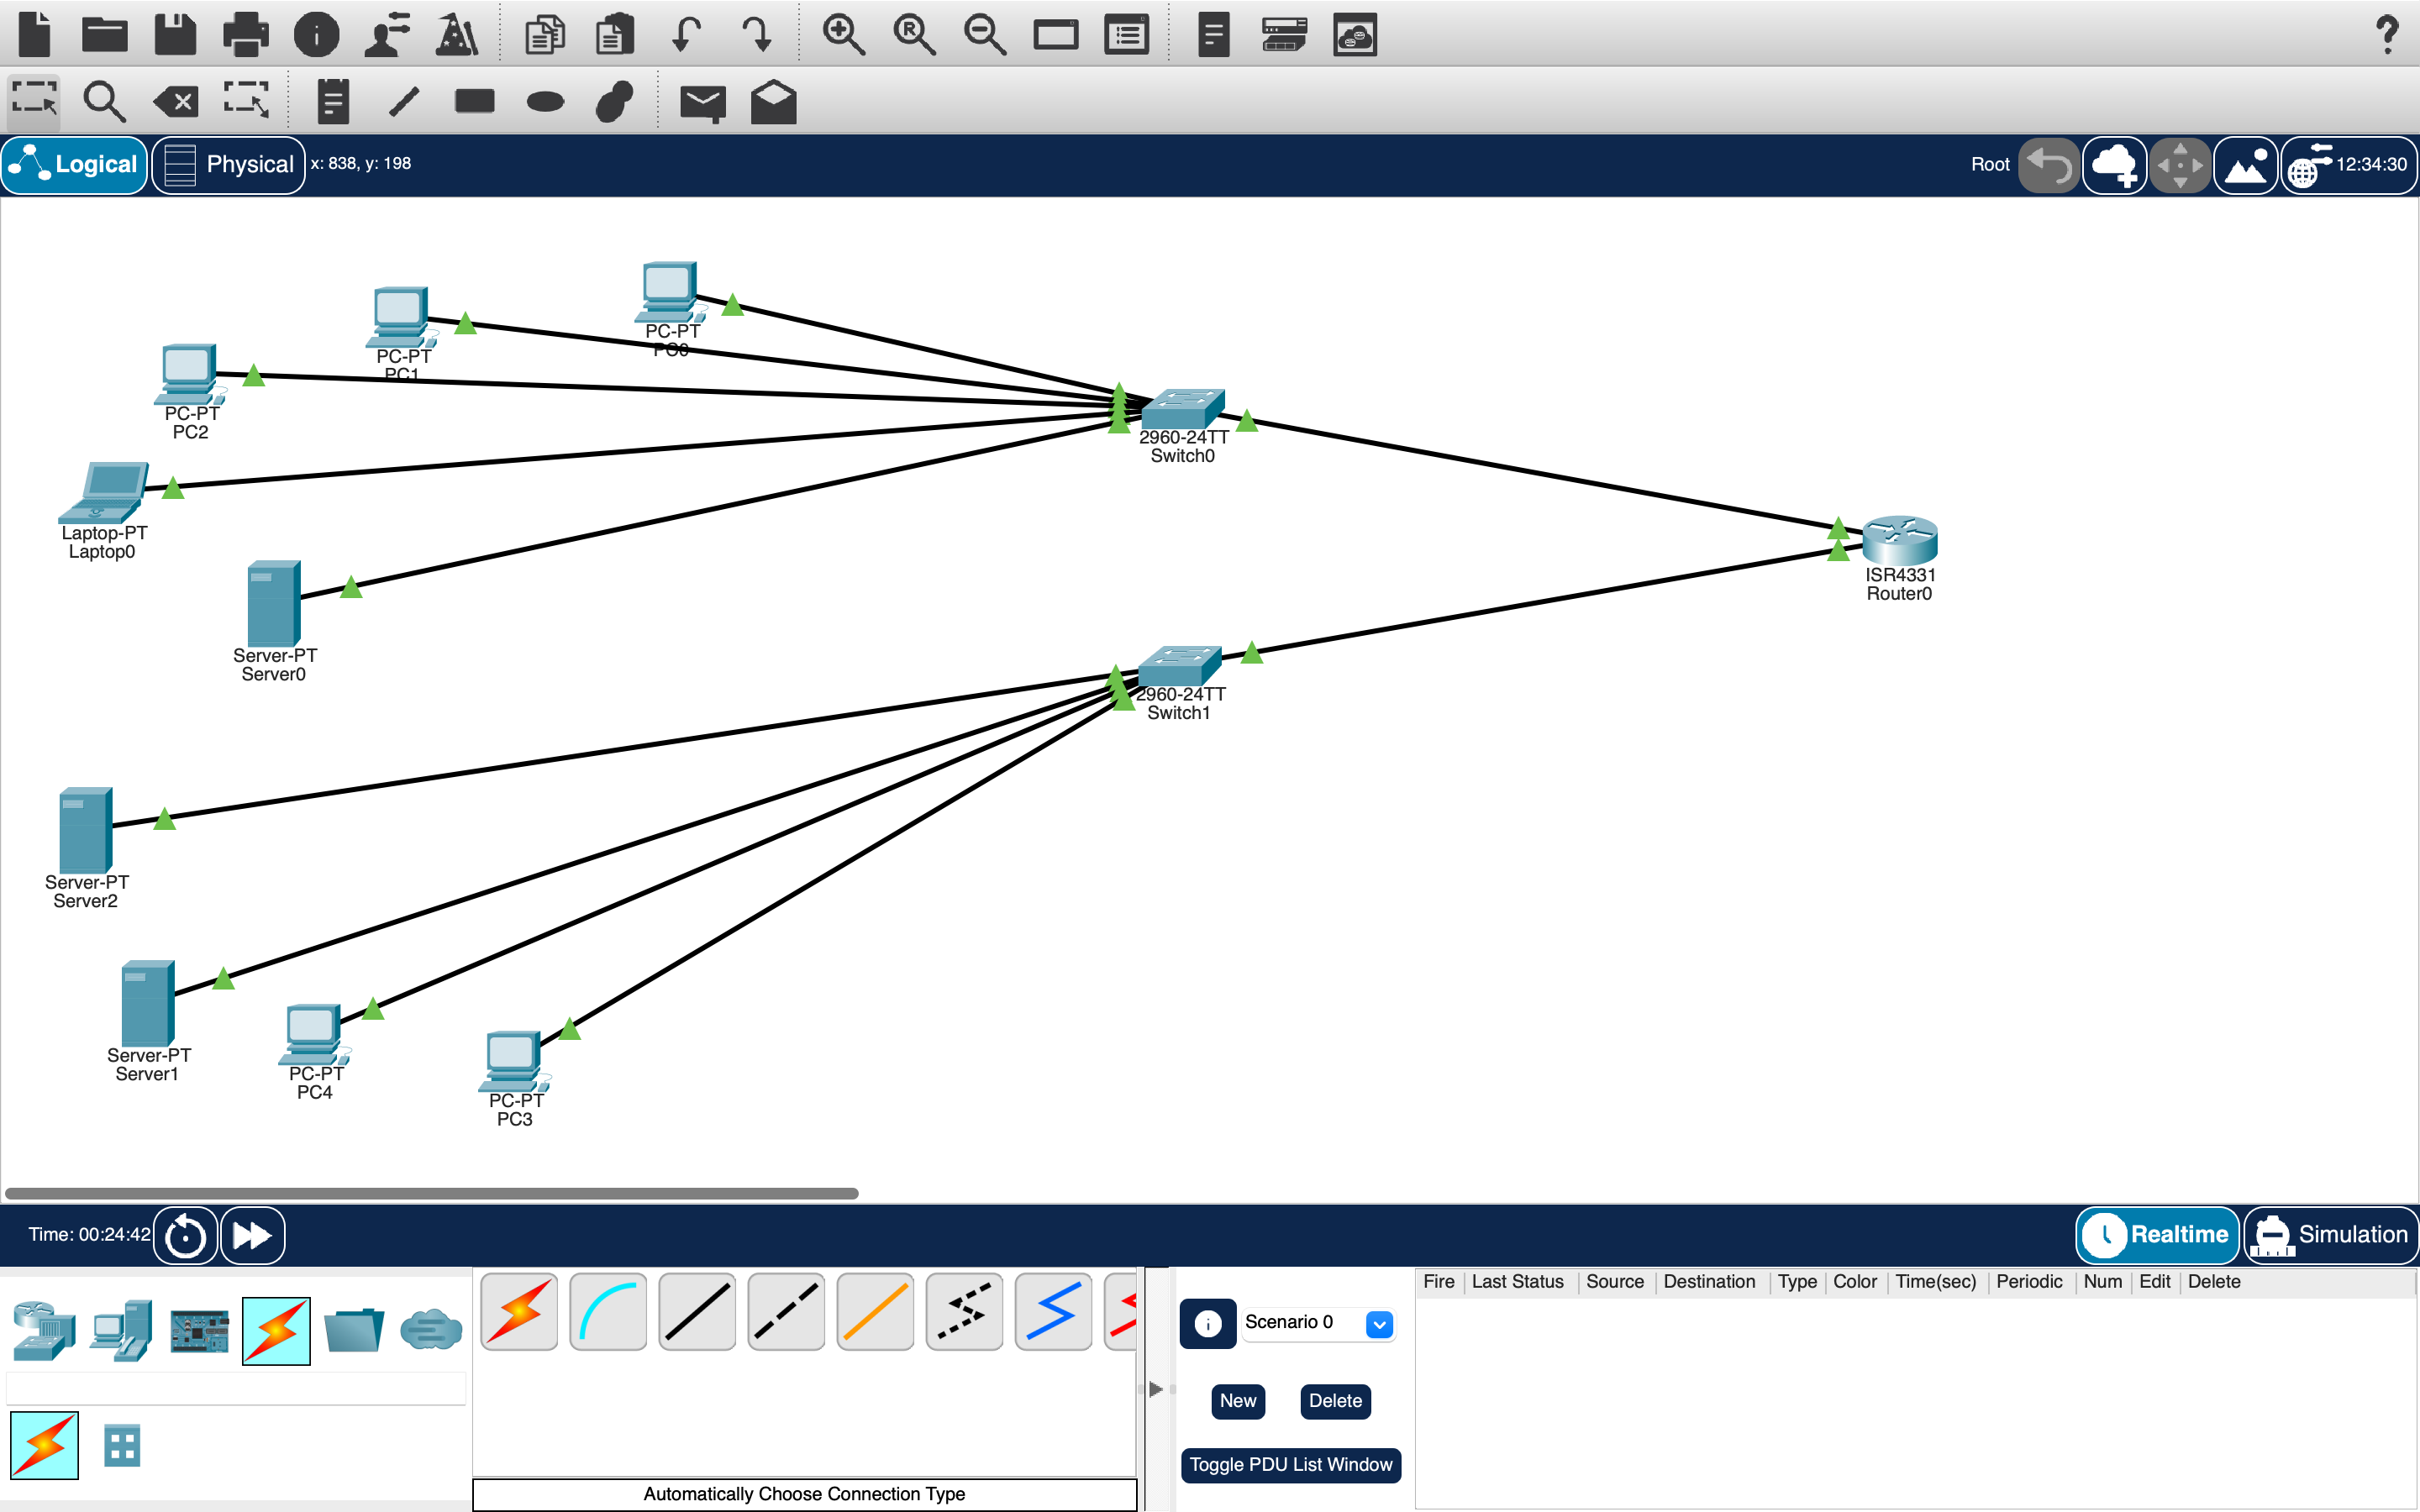 Logical
Physical
x: 838, y: 198
Root
12:34:30
PC-PT
PC0
PC-PT
PC1
PC-PT
PC2
2960-24TT
Switch0
Laptop-PT
Laptop0
ISR4331
Router0
Server-PT
Server0
2960-24TT
Switch1
Server-PT
Server2
Server-PT
Server1
PC-PT
PC4
PC-PT
PC3
Time: 00:24:42
Realtime
Simulation
Scenario 0
New
Delete
Toggle PDU List Window
Fire Last Status Source Destination Type Color Time(sec) Periodic Num Edit Delete
Automatically Choose Connection Type